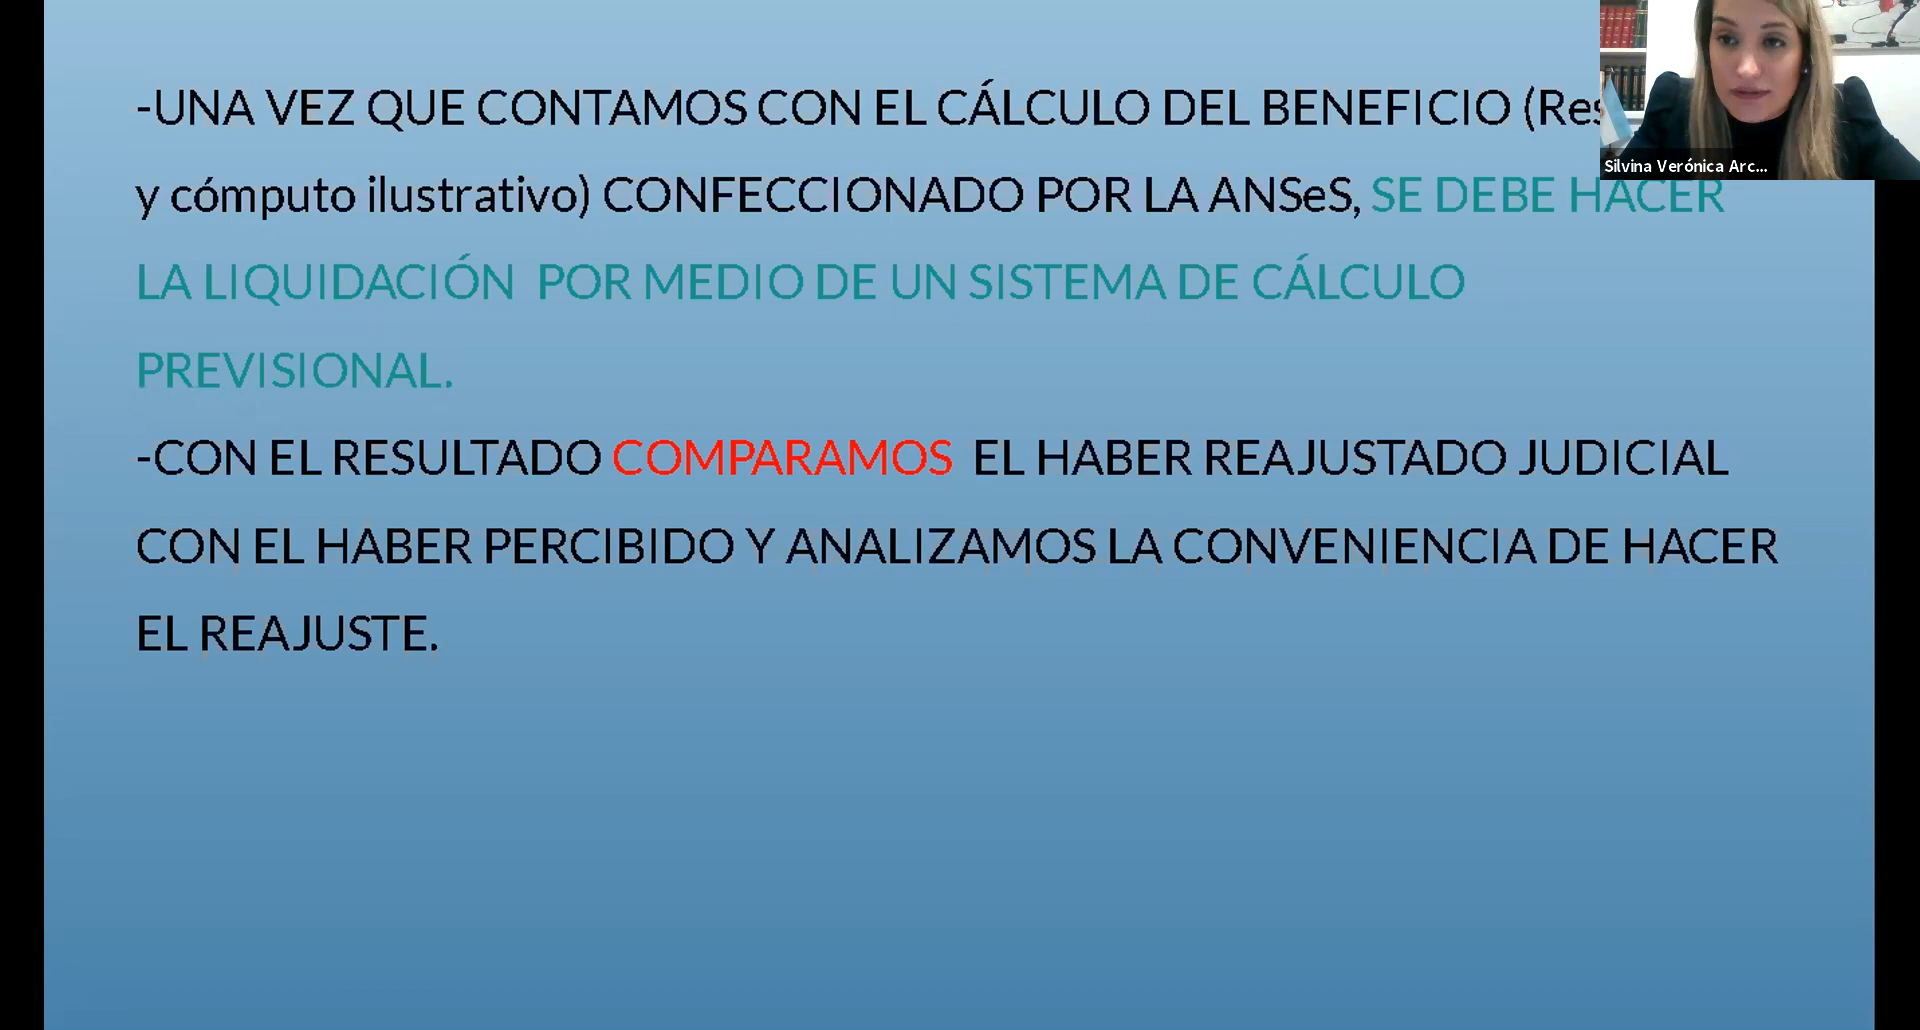 -UNA VEZ QUE CONTAMOS CON EL CÁLCULO DEL BENEFICIO
y cómputo ilustrativo) CONFECCIONADO POR LA ANSeS, SE DEBE HACER
LA LIQUIDACIÓN POR MEDIO DE UN SISTEMA DE CÁLCULO
PREVISIONAL.
-CON EL RESULTADO COMPARAMOS EL HABER REAJUSTADO JUDICIAL
CON EL HABER PERCIBIDO Y ANALIZAMOS LA CONVENIENCIA DE HACER
EL REAJUSTE.
Silvina Verónica Arc...